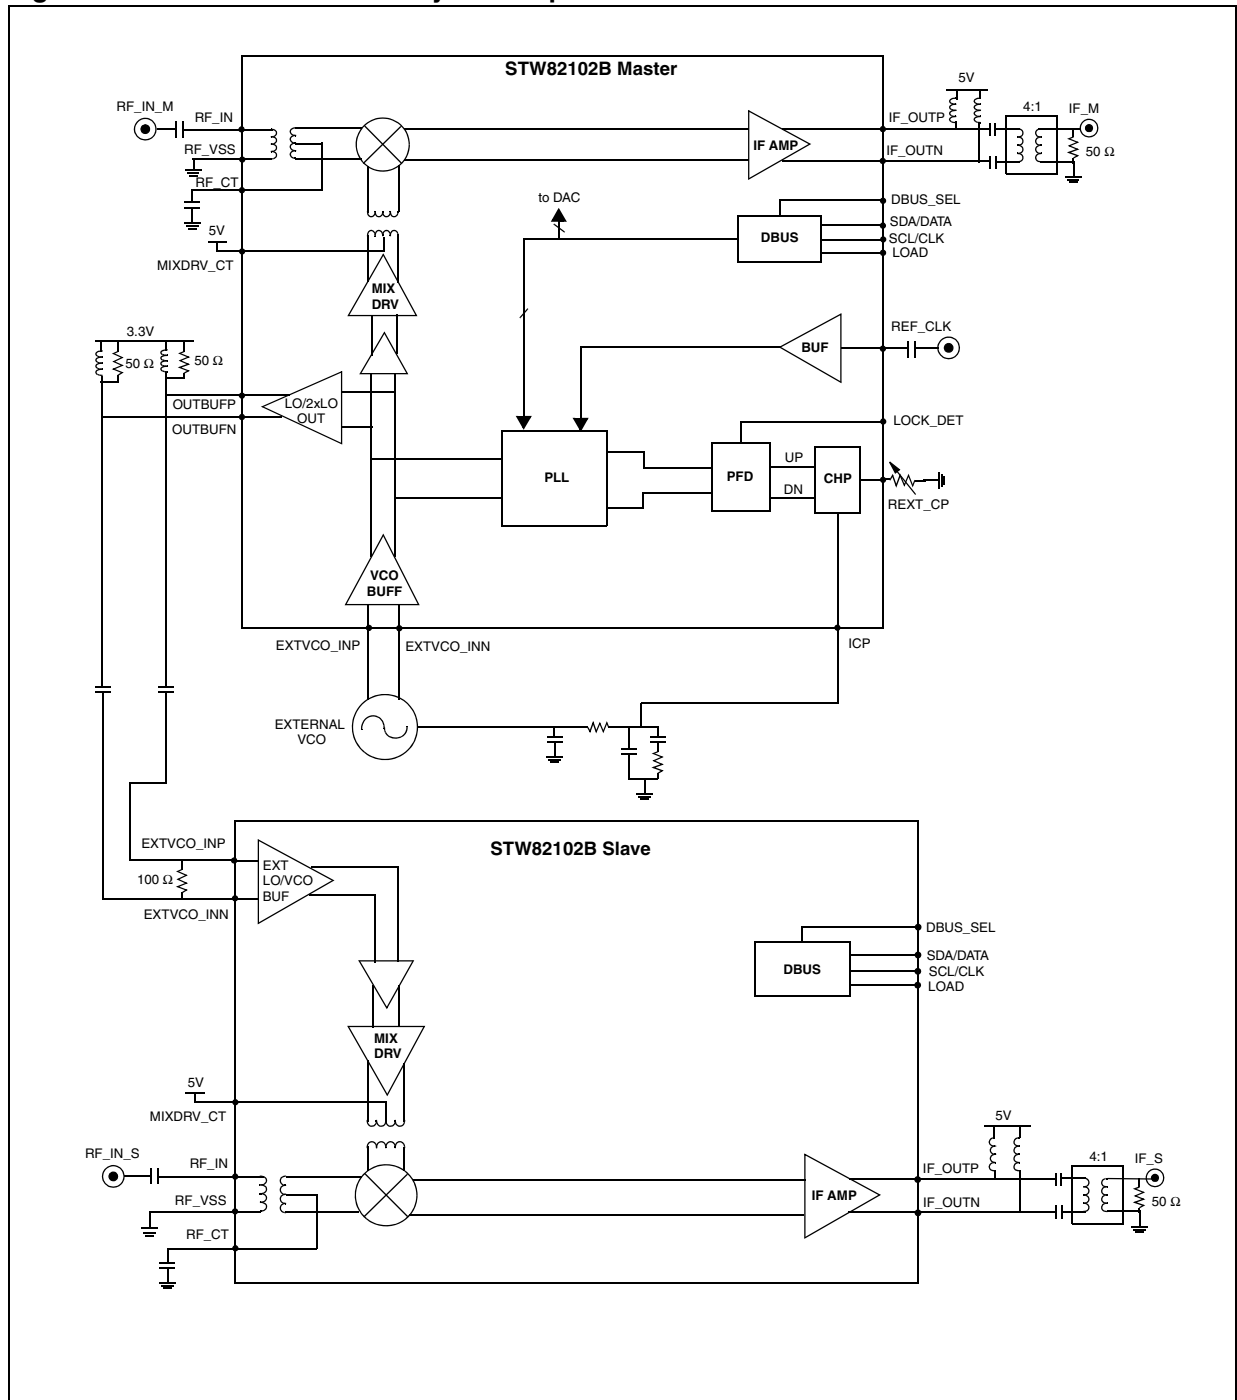 STW82102B Master
5V
4:1
IF_M
RF_IN_M
RF_IN
IF_OUTP
50 Ω
RF_VSS
IF AMP
IF_OUTN
RF_CT
to DAC
DBUS_SEL
SDA/DATA
DBUS
SCL/CLK
LOAD
5V
MIXDRV_CT
MIX
DRV
3.3V
REF_CLK
BUF
50 Ω
50 Ω
OUTBUFP
LO/2xLO
OUT
OUTBUFN
LOCK_DET
PLL
PFD
UP
DN
CHP
REXT_CP
VCO
BUFF
EXTVCO_INP
EXTVCO_INN
ICP
EXTERNAL
VCO
STW82102B Slave
EXTVCO_INP
EXT
LO/VCO
BUF
100 Ω
EXTVCO_INN
DBUS_SEL
SDA/DATA
DBUS
SCL/CLK
LOAD
MIX
DRV
5V
MIXDRV_CT
5V
4:1
IF_S
RF_IN_S
RF_IN
IF_OUTP
RF_VSS
IF AMP
IF_OUTN
50 Ω
RF_CT